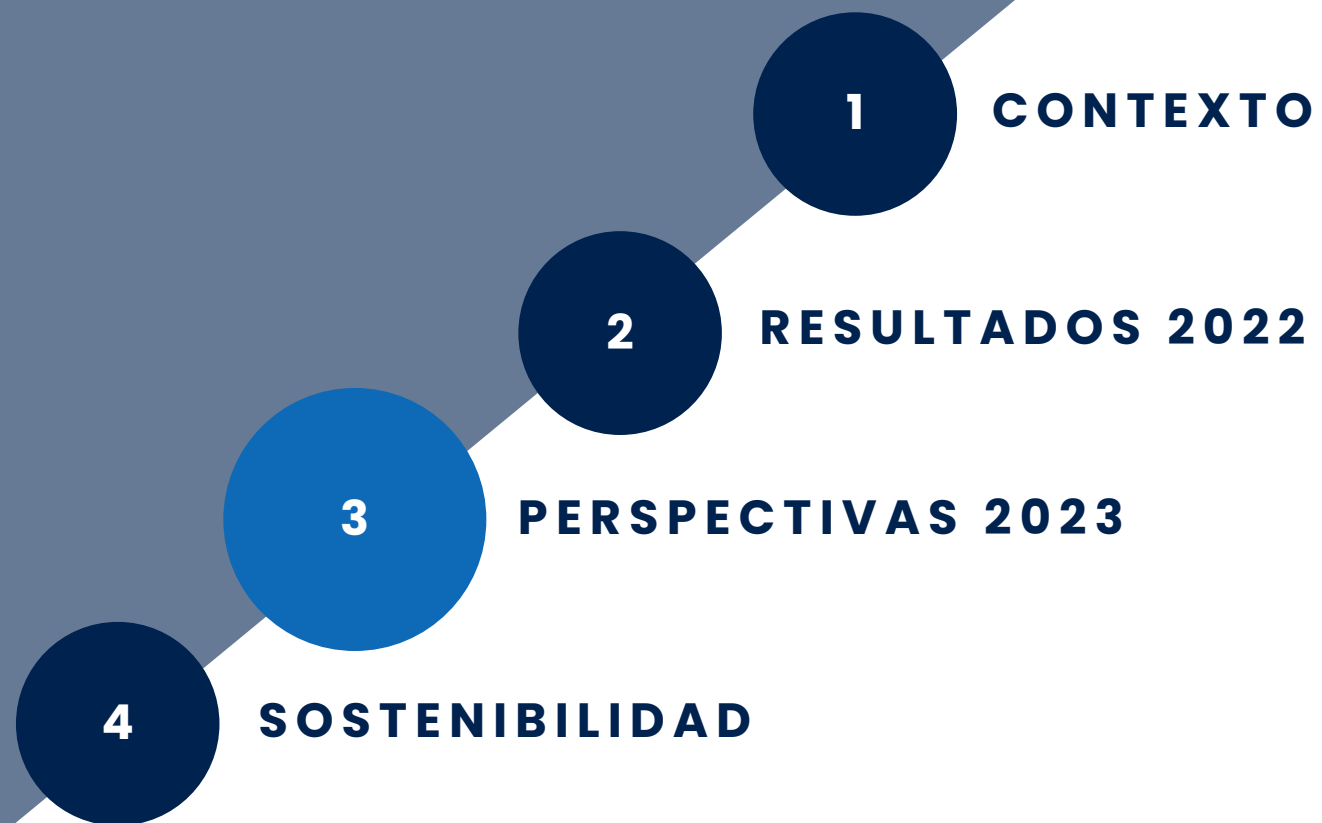 1 CONTEXTO
2 RESULTADOS 2022
3 PERSPECTIVAS 2023
4 SOSTENIBILIDAD